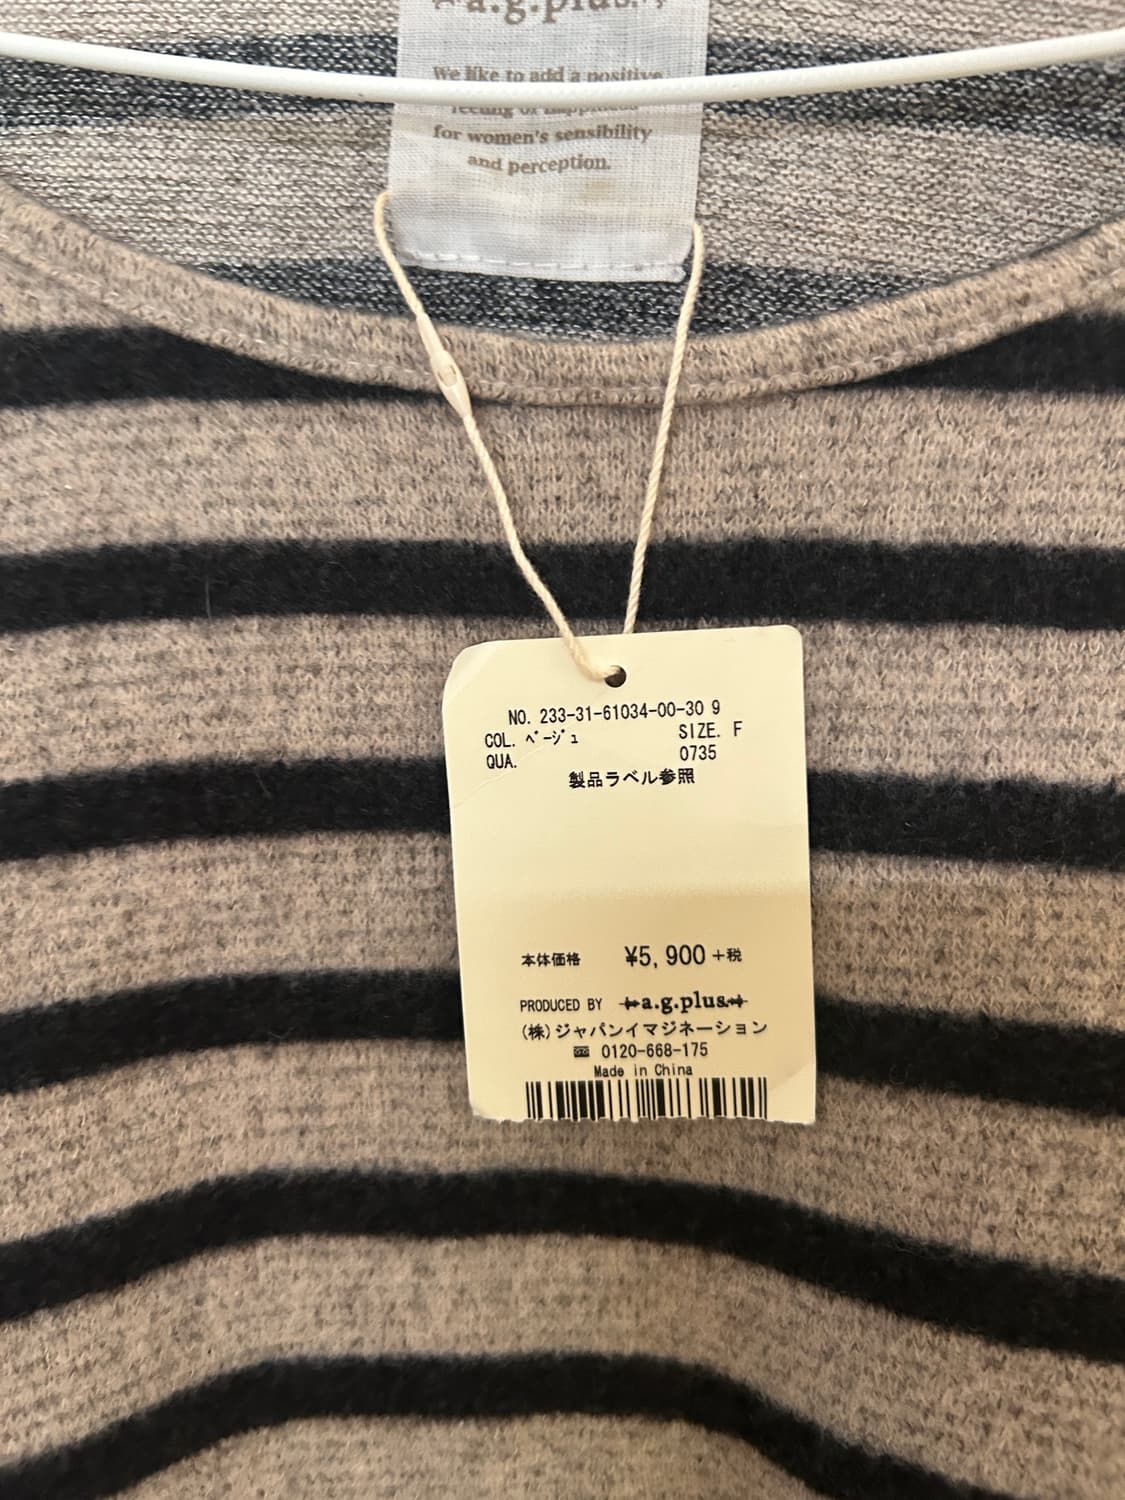 a.g.plus.
We like to add a positive
feeling of happiness
for women's sensibility
and perception.
NO. 233-31-61034-00-30 9
COL. ﾍﾞｰｼﾞｭ SIZE. F
QUA. 0735
製品ラベル参照
本体価格 ¥5,900+税
PRODUCED BY a.g.plus
(株)ジャパンイマジネーション
0120-668-175
Made in China